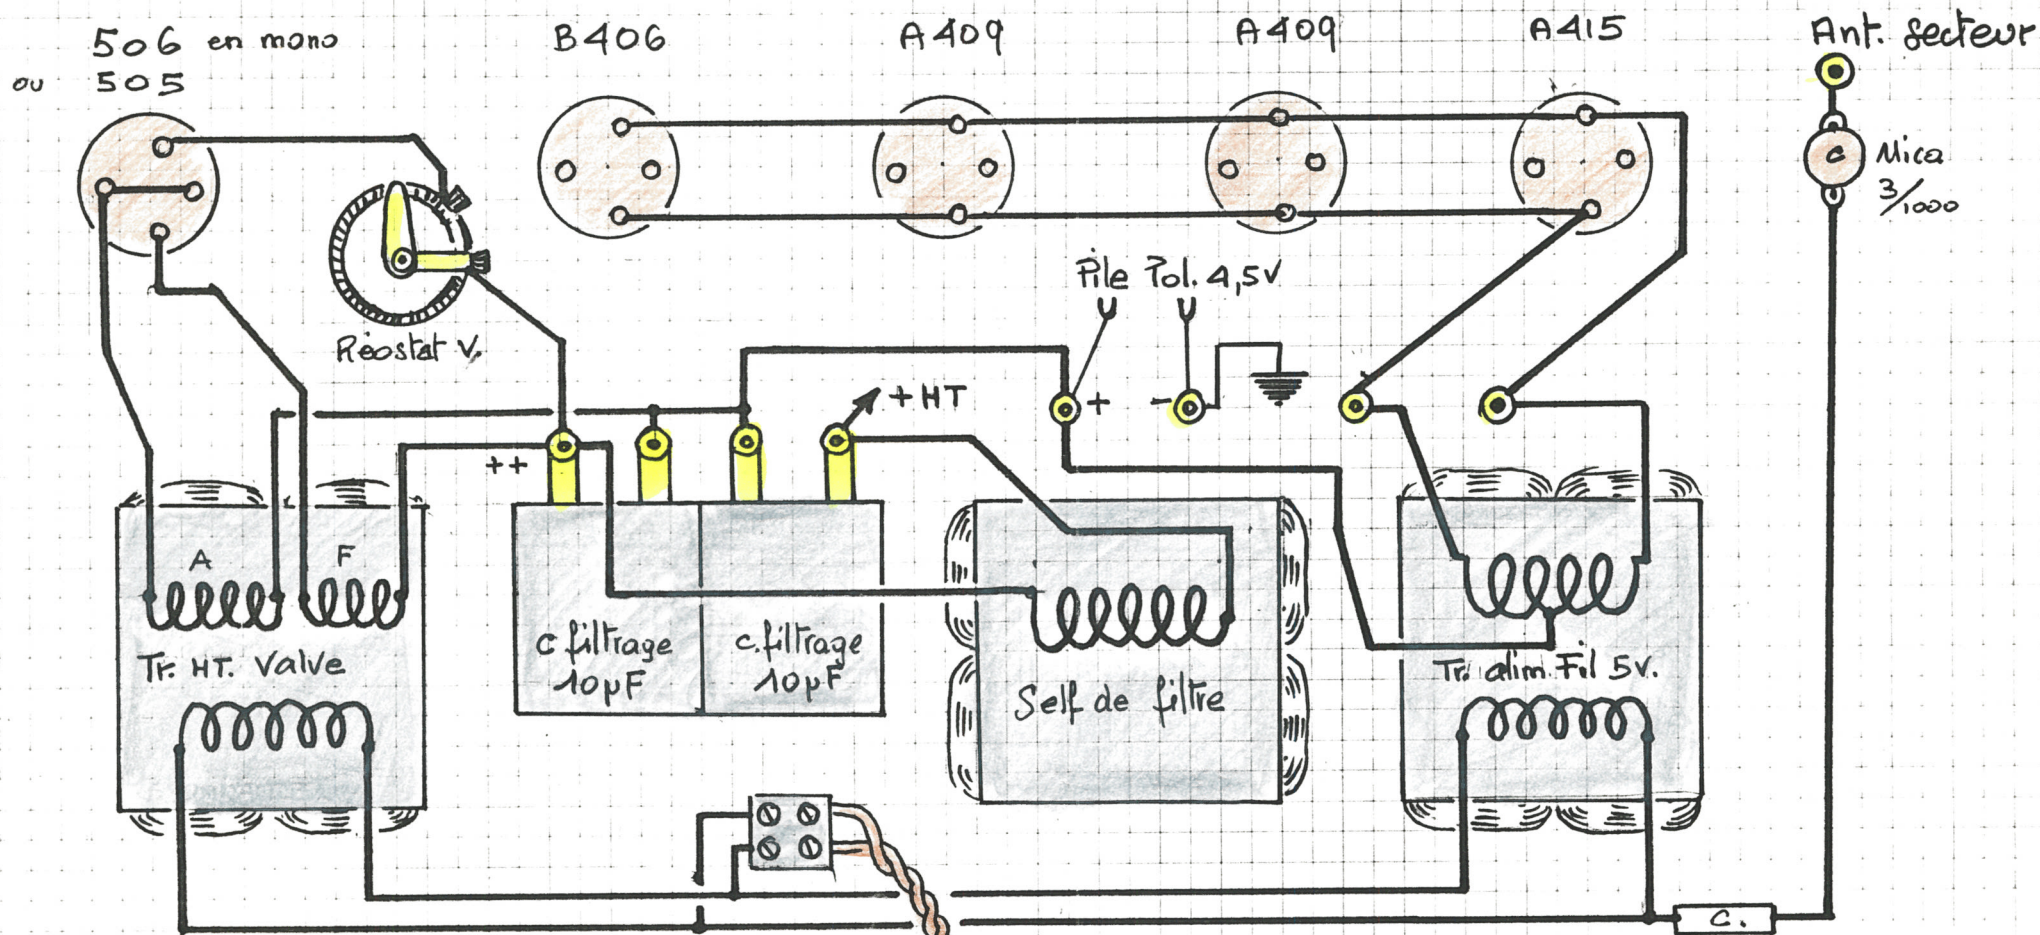 506 en mono
ou 505
B406
A409
A409
A415
Ant. secteur
C
Mica
3/1000
Réostat V.
Pile Pol. 4,5V
+ -
+HT
++
A F
Tr. HT. Valve
C filtrage
10µF
c. filtrage
10µF
Self de filtre
Tr. alim. Fil 5V.
C.